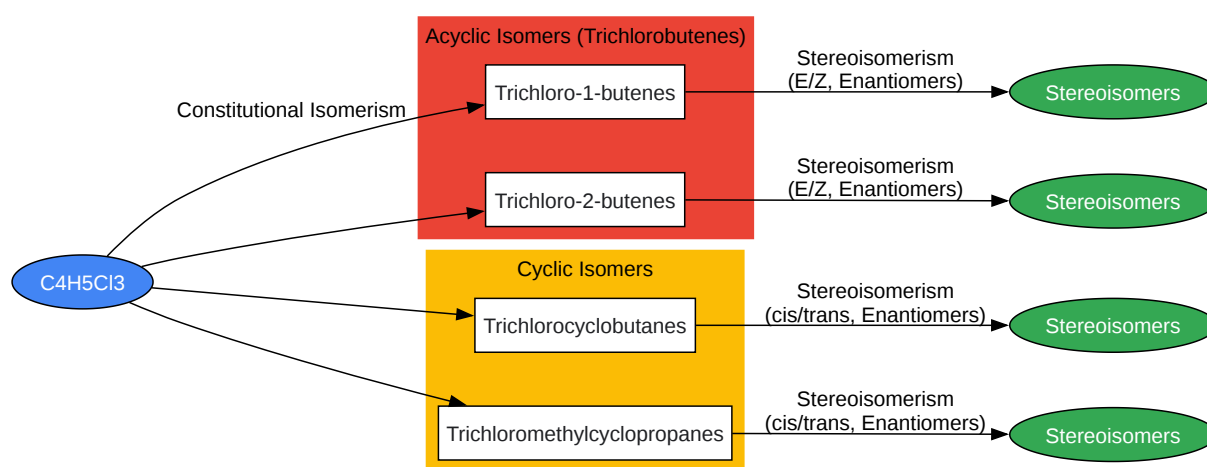 Acyclic Isomers (Trichlorobutenes)
Constitutional Isomerism
Trichloro-1-butenes
Stereoisomerism
(E/Z, Enantiomers)
Stereoisomers
Trichloro-2-butenes
Stereoisomerism
(E/Z, Enantiomers)
Stereoisomers
C4H5Cl3
Cyclic Isomers
Trichlorocyclobutanes
Stereoisomerism
(cis/trans, Enantiomers)
Stereoisomers
Trichloromethylcyclopropanes
Stereoisomerism
(cis/trans, Enantiomers)
Stereoisomers